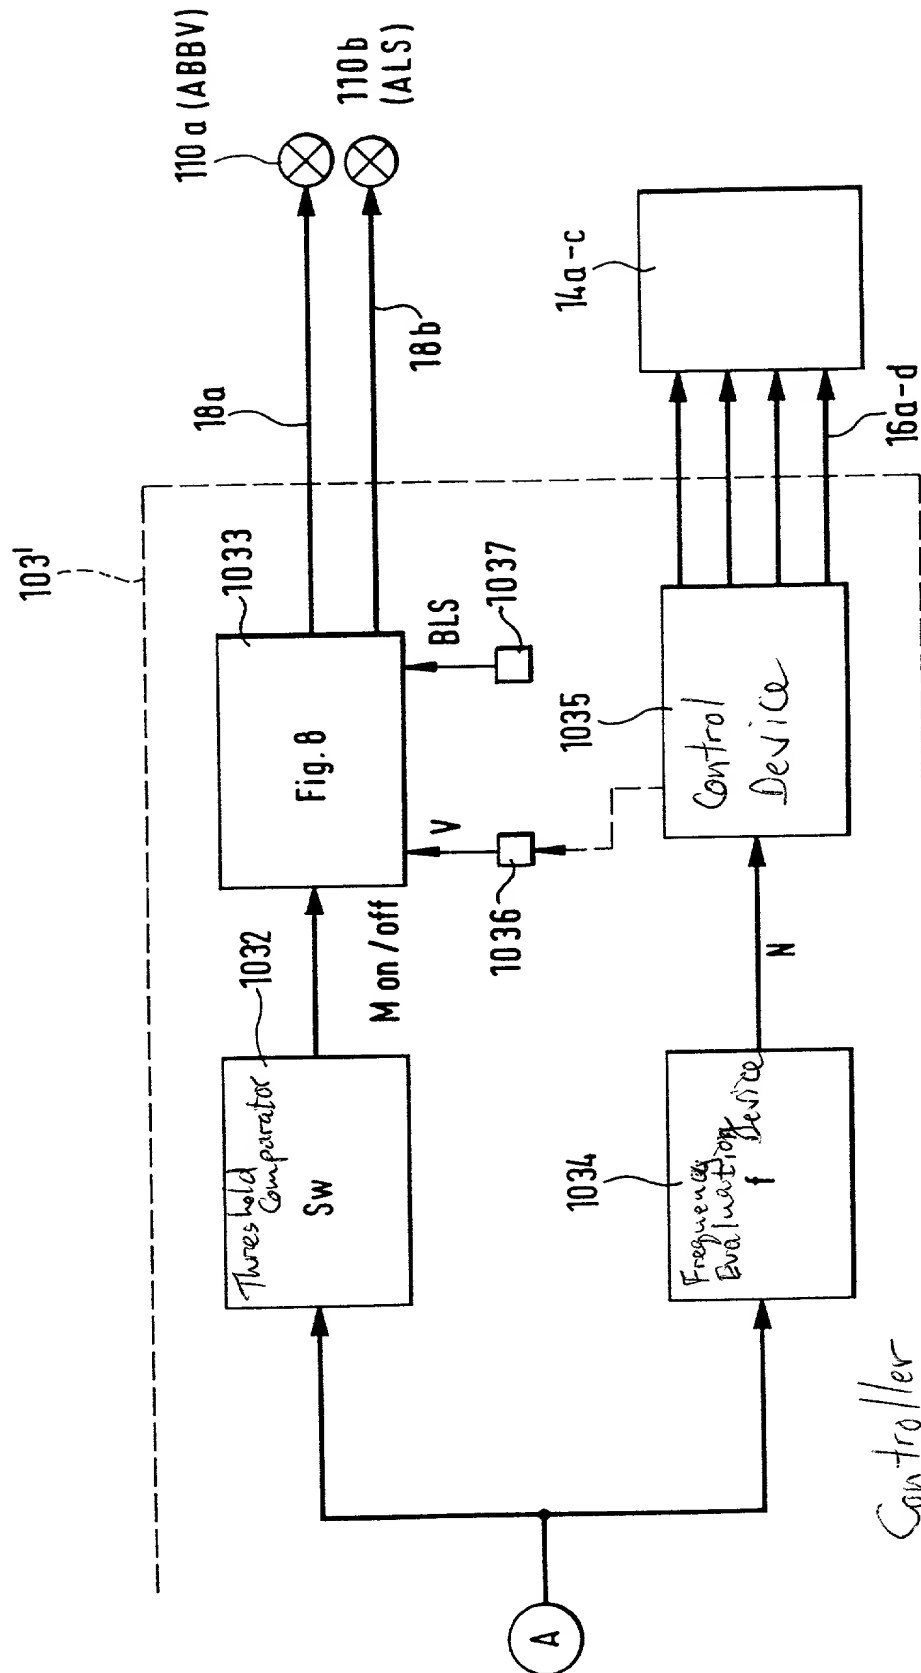 103'
18a
110a (ABBV)
1033
18b
110b
(ALS)
1032
Threshold
Comparator
Sw
M on/off
Fig. 8
V
BLS
1036
1037
14a-c
1034
Frequency
Evaluation
Device
f
N
1035
Control
Device
16a-d
A
Controller